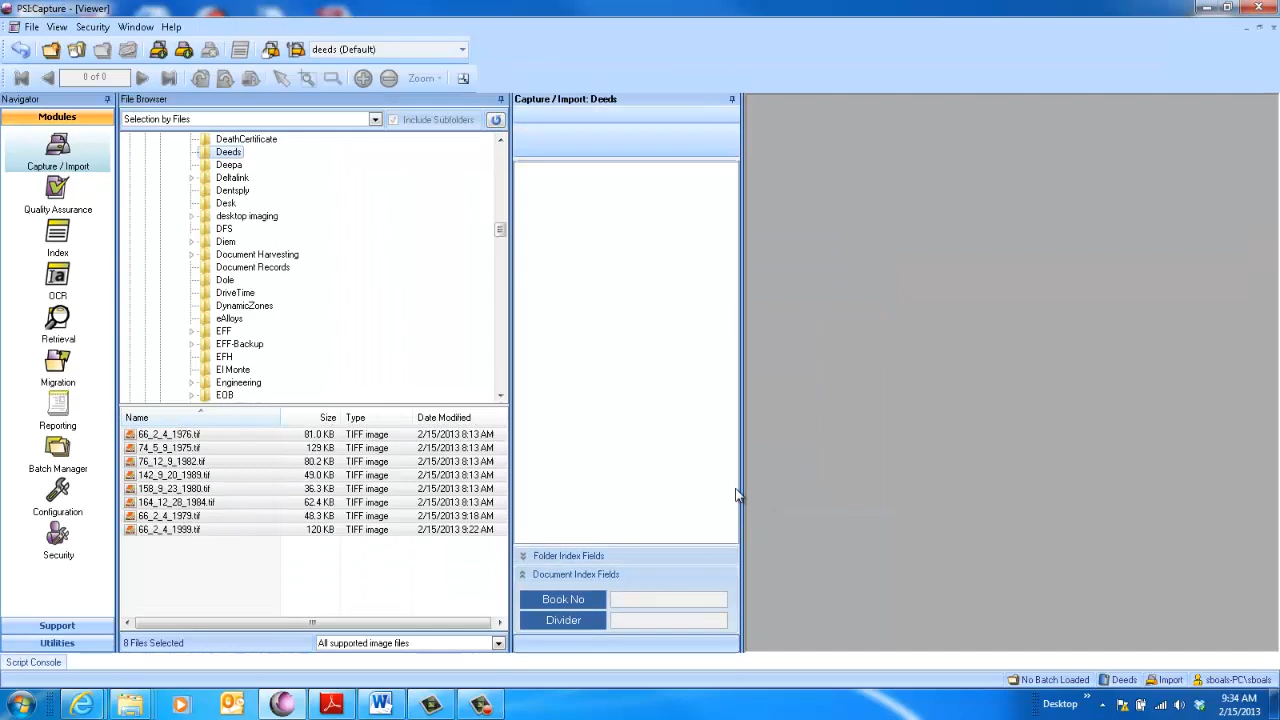 PSI:Capture - [Viewer]
File View Security Window Help
deeds (Default)
0 of 0
Zoom
Navigator
File Browser
Capture / Import: Deeds
Modules
Selection by Files
Include Subfolders
Capture / Import
Quality Assurance
Index
OCR
Retrieval
Migration
Reporting
Batch Manager
Configuration
Security
Support
Utilities
DeathCertificate
Deeds
Deepa
Deltalink
Dentsply
Desk
desktop imaging
DFS
Diem
Document Harvesting
Document Records
Dole
DriveTime
DynamicZones
eAlloys
EFF
EFF-Backup
EFH
El Monte
Engineering
EOB
Name Size Type Date Modified
66_2_4_1976.tif 81.0 KB TIFF image 2/15/2013 8:13 AM
74_5_9_1975.tif 129 KB TIFF image 2/15/2013 8:13 AM
76_12_9_1982.tif 80.2 KB TIFF image 2/15/2013 8:13 AM
142_9_20_1989.tif 49.0 KB TIFF image 2/15/2013 8:13 AM
158_9_23_1980.tif 36.3 KB TIFF image 2/15/2013 8:13 AM
164_12_28_1984.tif 62.4 KB TIFF image 2/15/2013 8:13 AM
66_2_4_1979.tif 48.3 KB TIFF image 2/15/2013 9:18 AM
66_2_4_1999.tif 120 KB TIFF image 2/15/2013 9:22 AM
8 Files Selected
All supported image files
Folder Index Fields
Document Index Fields
Book No
Divider
Script Console
No Batch Loaded Deeds Import sboals-PC\sboals
Desktop
9:34 AM
2/15/2013